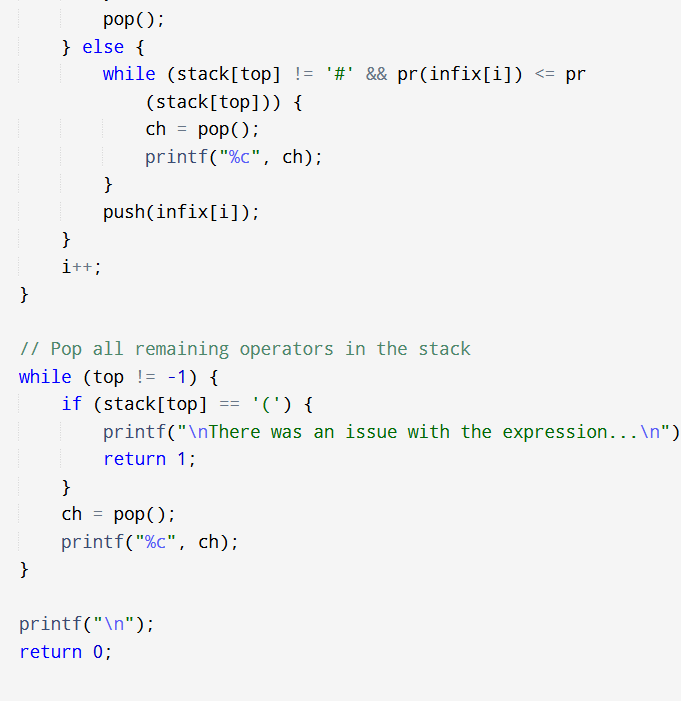 pop();
} else {
while (stack[top] != '#' && pr(infix[i]) <= pr
(stack[top])) {
ch = pop();
printf("%c", ch);
}
push(infix[i]);
}
i++;
}
// Pop all remaining operators in the stack
while (top != -1) {
if (stack[top] == '(') {
printf("\nThere was an issue with the expression...\n")
return 1;
}
ch = pop();
printf("%c", ch);
}
printf("\n");
return 0;